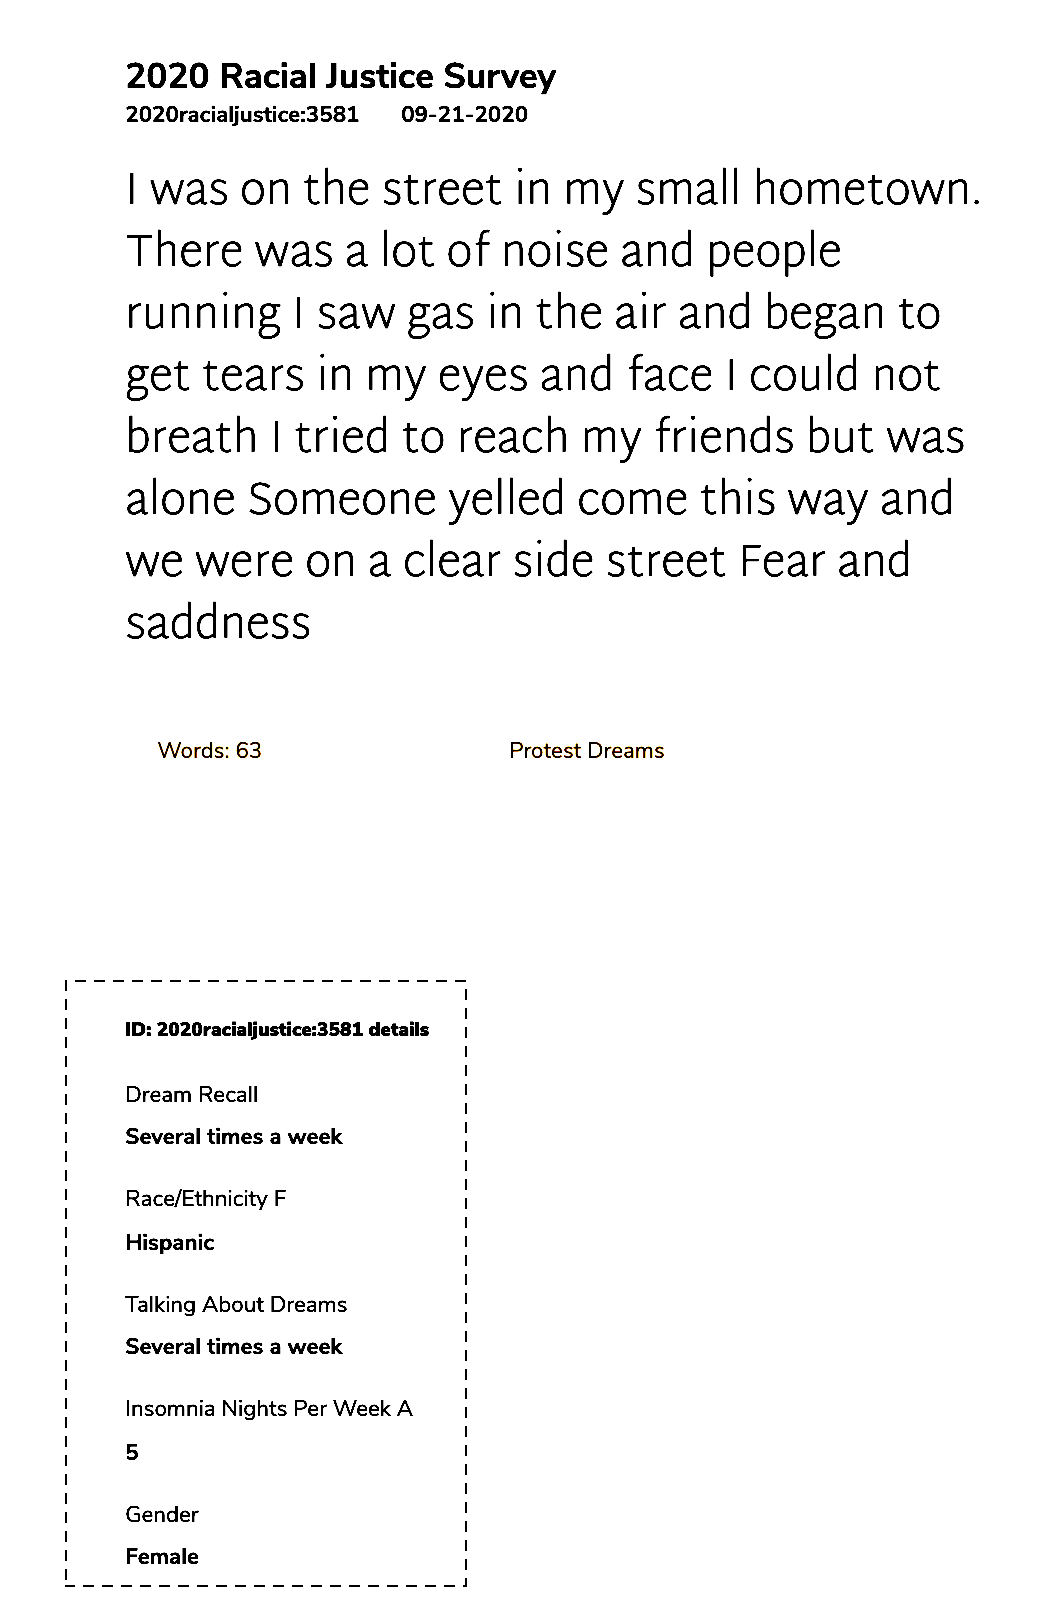 2020 Racial Justice Survey
2020racialjustice:3581 09-21-2020
I was on the street in my small hometown.
There was a lot of noise and people
running I saw gas in the air and began to
get tears in my eyes and face I could not
breath I tried to reach my friends but was
alone Someone yelled come this way and
we were on a clear side street Fear and
saddness
Words: 63 Protest Dreams
ID: 2020racialjustice:3581 details
Dream Recall
Several times a week
Race/Ethnicity F
Hispanic
Talking About Dreams
Several times a week
Insomnia Nights Per Week A
5
Gender
Female